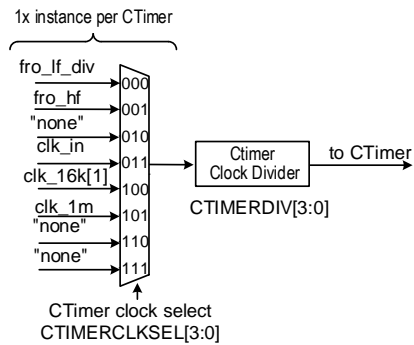 1x instance per CTimer
fro_lf_div
000
fro_hf
001
"none"
010
clk_in
011
clk_16k[1]
100
clk_1m
101
"none"
110
"none"
111
Ctimer
Clock Divider
to CTimer
CTIMERDIV[3:0]
CTimer clock select
CTIMERCLKSEL[3:0]